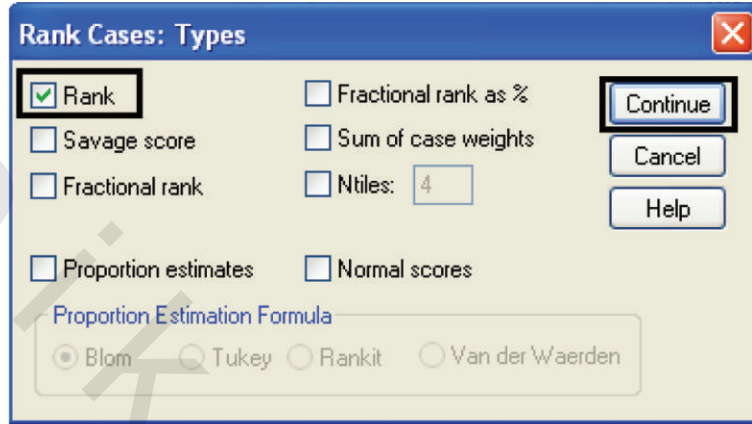 Rank Cases: Types
Rank
Fractional rank as %
Continue
Savage score
Sum of case weights
Cancel
Fractional rank
Ntiles: 4
Help
Proportion estimates
Normal scores
Proportion Estimation Formula
Blom Tukey Rankit Van der Waerden